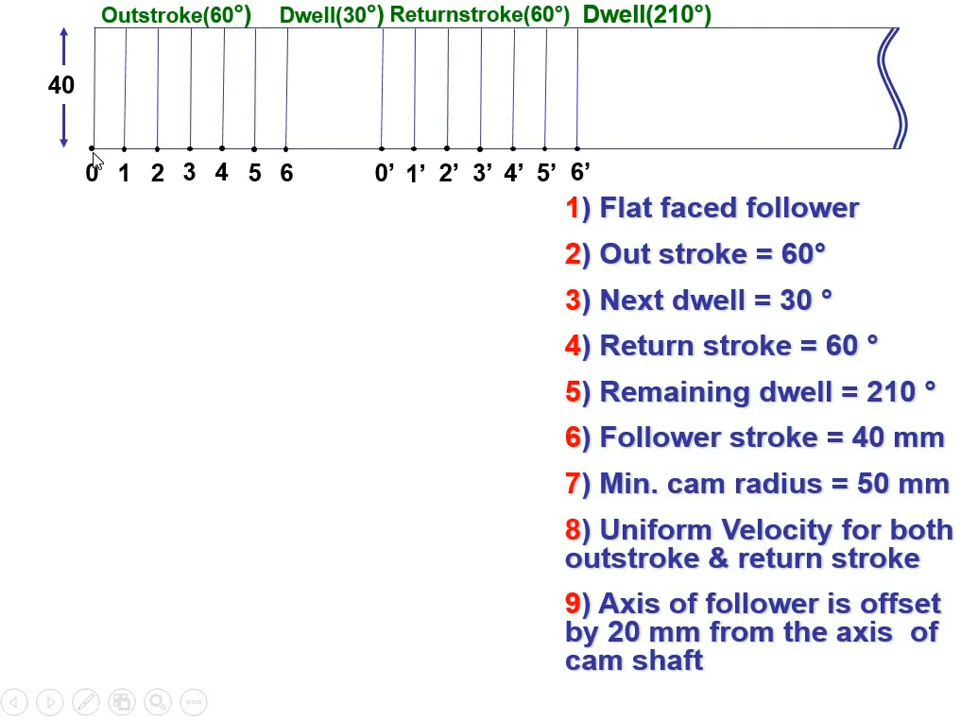 Outstroke(60°) Dwell(30°) Returnstroke(60°) Dwell(210°)
40
0 1 2 3 4 5 6 0’ 1’ 2’ 3’ 4’ 5’ 6’
1) Flat faced follower
2) Out stroke = 60°
3) Next dwell = 30 °
4) Return stroke = 60 °
5) Remaining dwell = 210 °
6) Follower stroke = 40 mm
7) Min. cam radius = 50 mm
8) Uniform Velocity for both
outstroke & return stroke
9) Axis of follower is offset
by 20 mm from the axis of
cam shaft